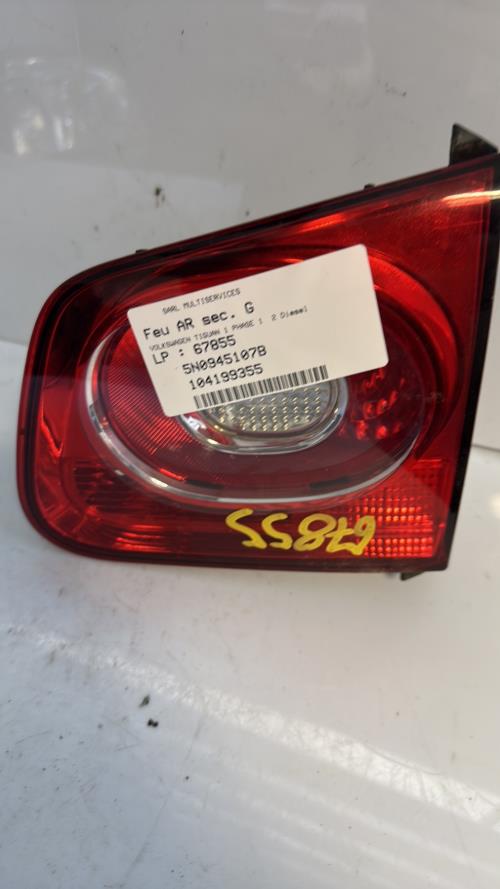 SARL MULTISERVICES
Feu AR sec. G
VOLKSWAGEN TIGUAN 1 PHASE 1 2 Diesel
LP : 67855
5N0945107B
104199355
67855